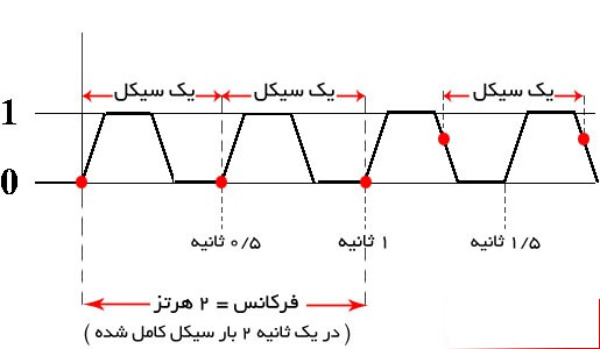 یک سیکل
یک سیکل
یک سیکل
1
0
۰/۵ ثانیه
۱ ثانیه
۱/۵ ثانیه
فرکانس = ۲ هرتز
( در یک ثانیه ۲ بار سیکل کامل شده )